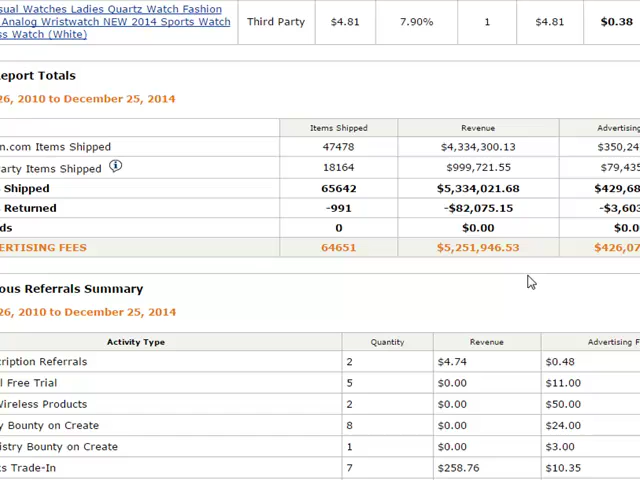 sual Watches Ladies Quartz Watch Fashion
Analog Wristwatch NEW 2014 Sports Watch
ss Watch (White)
Third Party $4.81 7.90% 1 $4.81 $0.38
eport Totals
26, 2010 to December 25, 2014
Items Shipped Revenue Advertising
n.com Items Shipped 47478 $4,334,300.13 $350,24
arty Items Shipped 18164 $999,721.55 $79,435
Shipped 65642 $5,334,021.68 $429,68
Returned -991 -$82,075.15 -$3,603
ds 0 $0.00 $0.0
ERTISING FEES 64651 $5,251,946.53 $426,07
ous Referrals Summary
26, 2010 to December 25, 2014
Activity Type Quantity Revenue Advertising F
ription Referrals 2 $4.74 $0.48
l Free Trial 5 $0.00 $11.00
Wireless Products 2 $0.00 $50.00
y Bounty on Create 8 $0.00 $24.00
istry Bounty on Create 1 $0.00 $3.00
s Trade-In 7 $258.76 $10.35